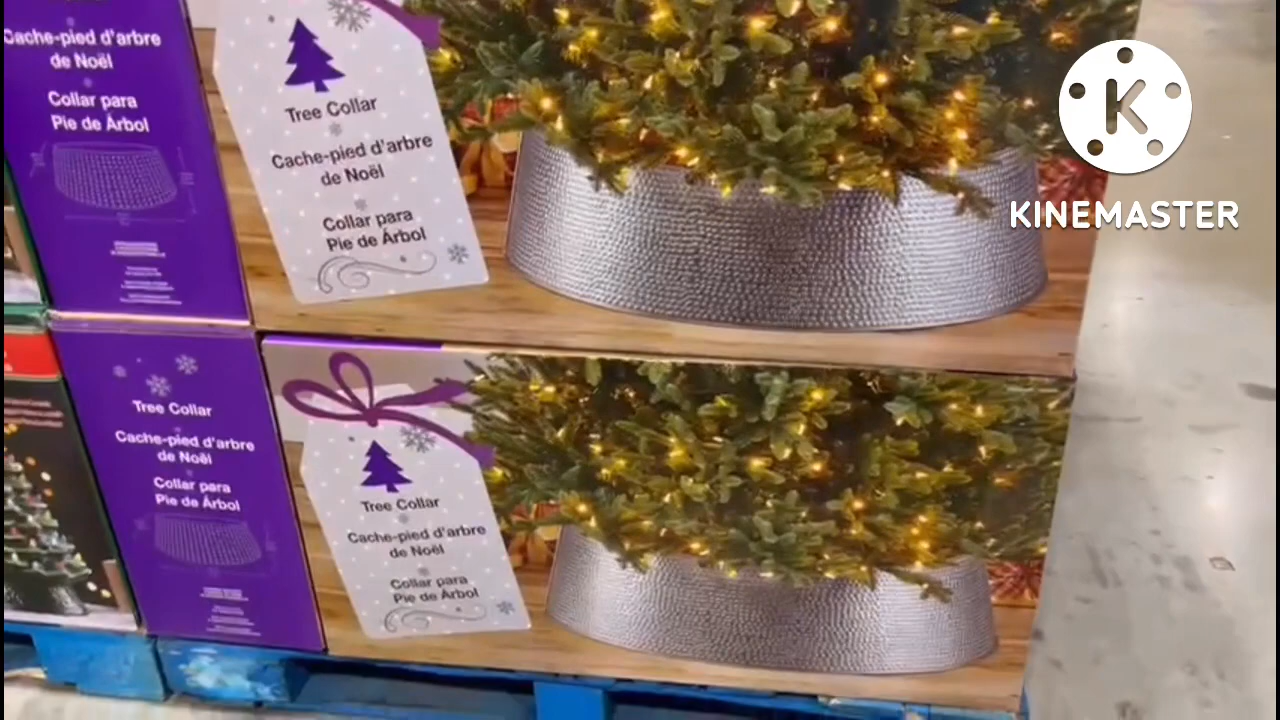 Cache-pied d'arbre
de Noël
Collar para
Pie de Árbol
Tree Collar
Cache-pied d'arbre
de Noël
Collar para
Pie de Árbol
K
KINEMASTER
Tree Collar
Cache-pied d'arbre
de Noël
Collar para
Pie de Árbol
Tree Collar
Cache-pied d'arbre
de Noël
Collar para
Pie de Árbol